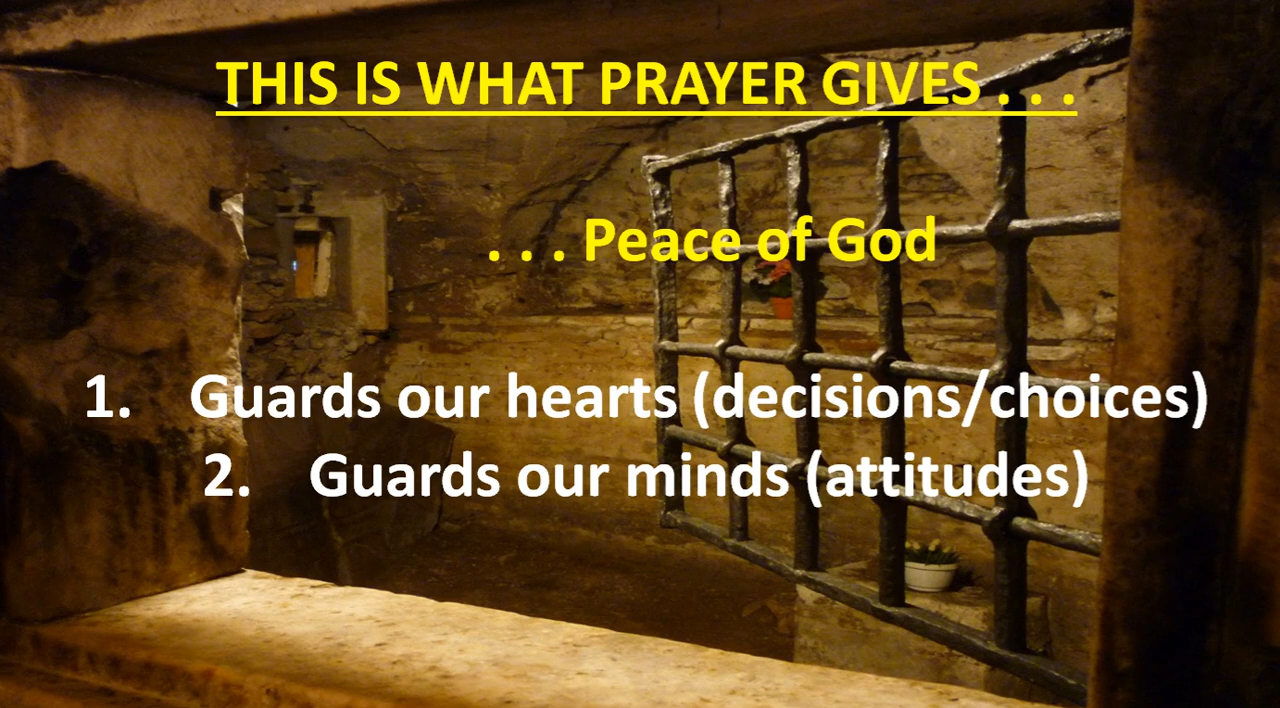 THIS IS WHAT PRAYER GIVES . . .
. . . Peace of God
1. Guards our hearts (decisions/choices)
2. Guards our minds (attitudes)